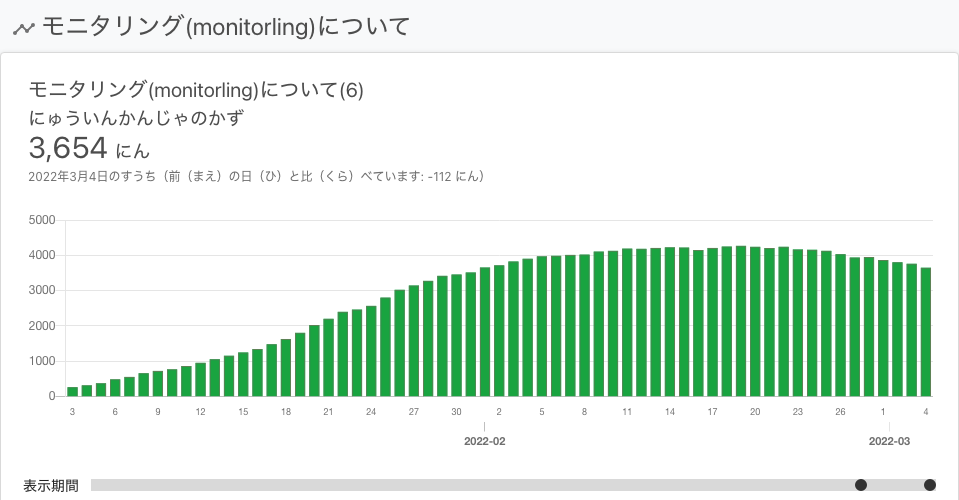 モニタリング(monitorling)について
モニタリング(monitorling)について(6)
にゅういんかんじゃのかず
3,654 にん
2022年3月4日のすうち（前（まえ）の日（ひ）と比（くら）べています: -112 にん）
5000
4000
3000
2000
1000
0
3 6 9 12 15 18 21 24 27 30 2 5 8 11 14 17 20 23 26 1 4
2022-02 2022-03
表示期間